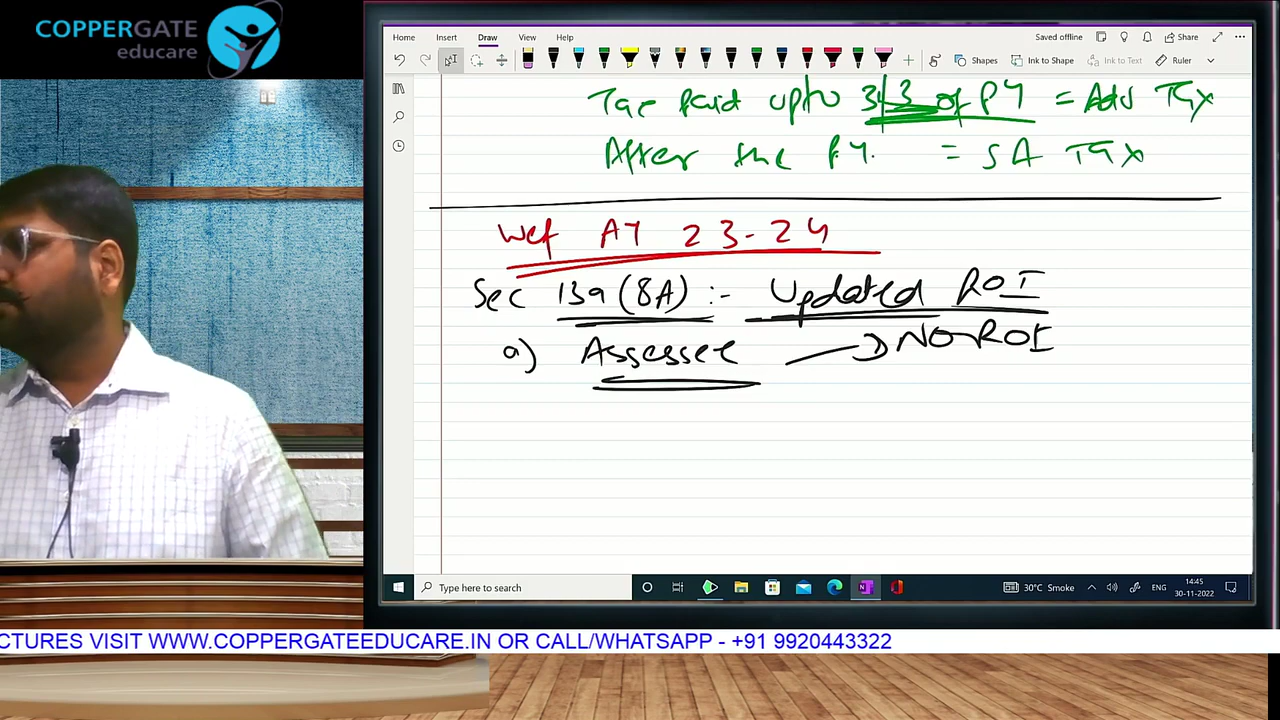 COPPERGATE
educare
Home Insert Draw View Help
Saved offline Share
Shapes Ink to Shape Ink to Text Ruler
Tax Paid upto 31/3 of P.Y = Adv Tax
After the P.Y. = SA Tax
Wef AY 23-24
Sec 139(8A) :- Updated ROI
a) Assessee → NO ROI
Type here to search
30°C Smoke ENG 14:45
30-11-2022
CTURES VISIT WWW.COPPERGATEEDUCARE.IN OR CALL/WHATSAPP - +91 9920443322